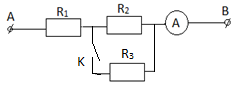 A R₁ R₂ A B
K R₃